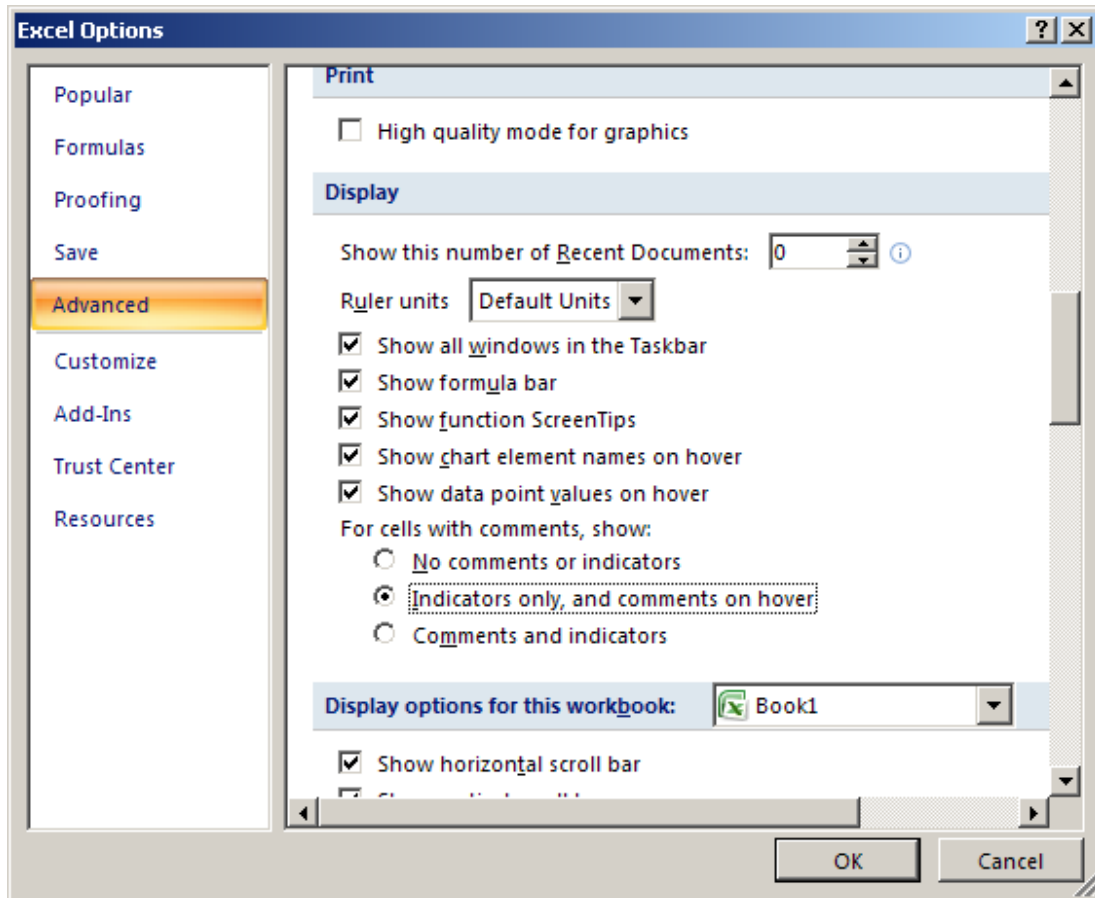 Excel Options
Popular
Formulas
Proofing
Save
Advanced
Customize
Add-Ins
Trust Center
Resources
Print
High quality mode for graphics
Display
Show this number of Recent Documents: 0
Ruler units Default Units
Show all windows in the Taskbar
Show formula bar
Show function ScreenTips
Show chart element names on hover
Show data point values on hover
For cells with comments, show:
No comments or indicators
Indicators only, and comments on hover
Comments and indicators
Display options for this workbook: Book1
Show horizontal scroll bar
OK Cancel